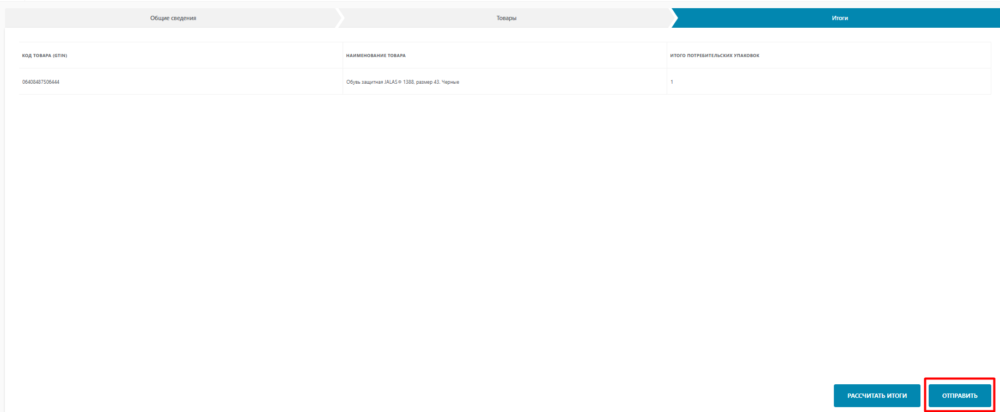 Общие сведения
Товары
Итоги
КОД ТОВАРА (GTIN)
НАИМЕНОВАНИЕ ТОВАРА
ИТОГО ПОТРЕБИТЕЛЬСКИХ УПАКОВОК
06408487506444
Обувь защитная JALAS® 1388, размер 43. Черные
1
РАССЧИТАТЬ ИТОГИ
ОТПРАВИТЬ